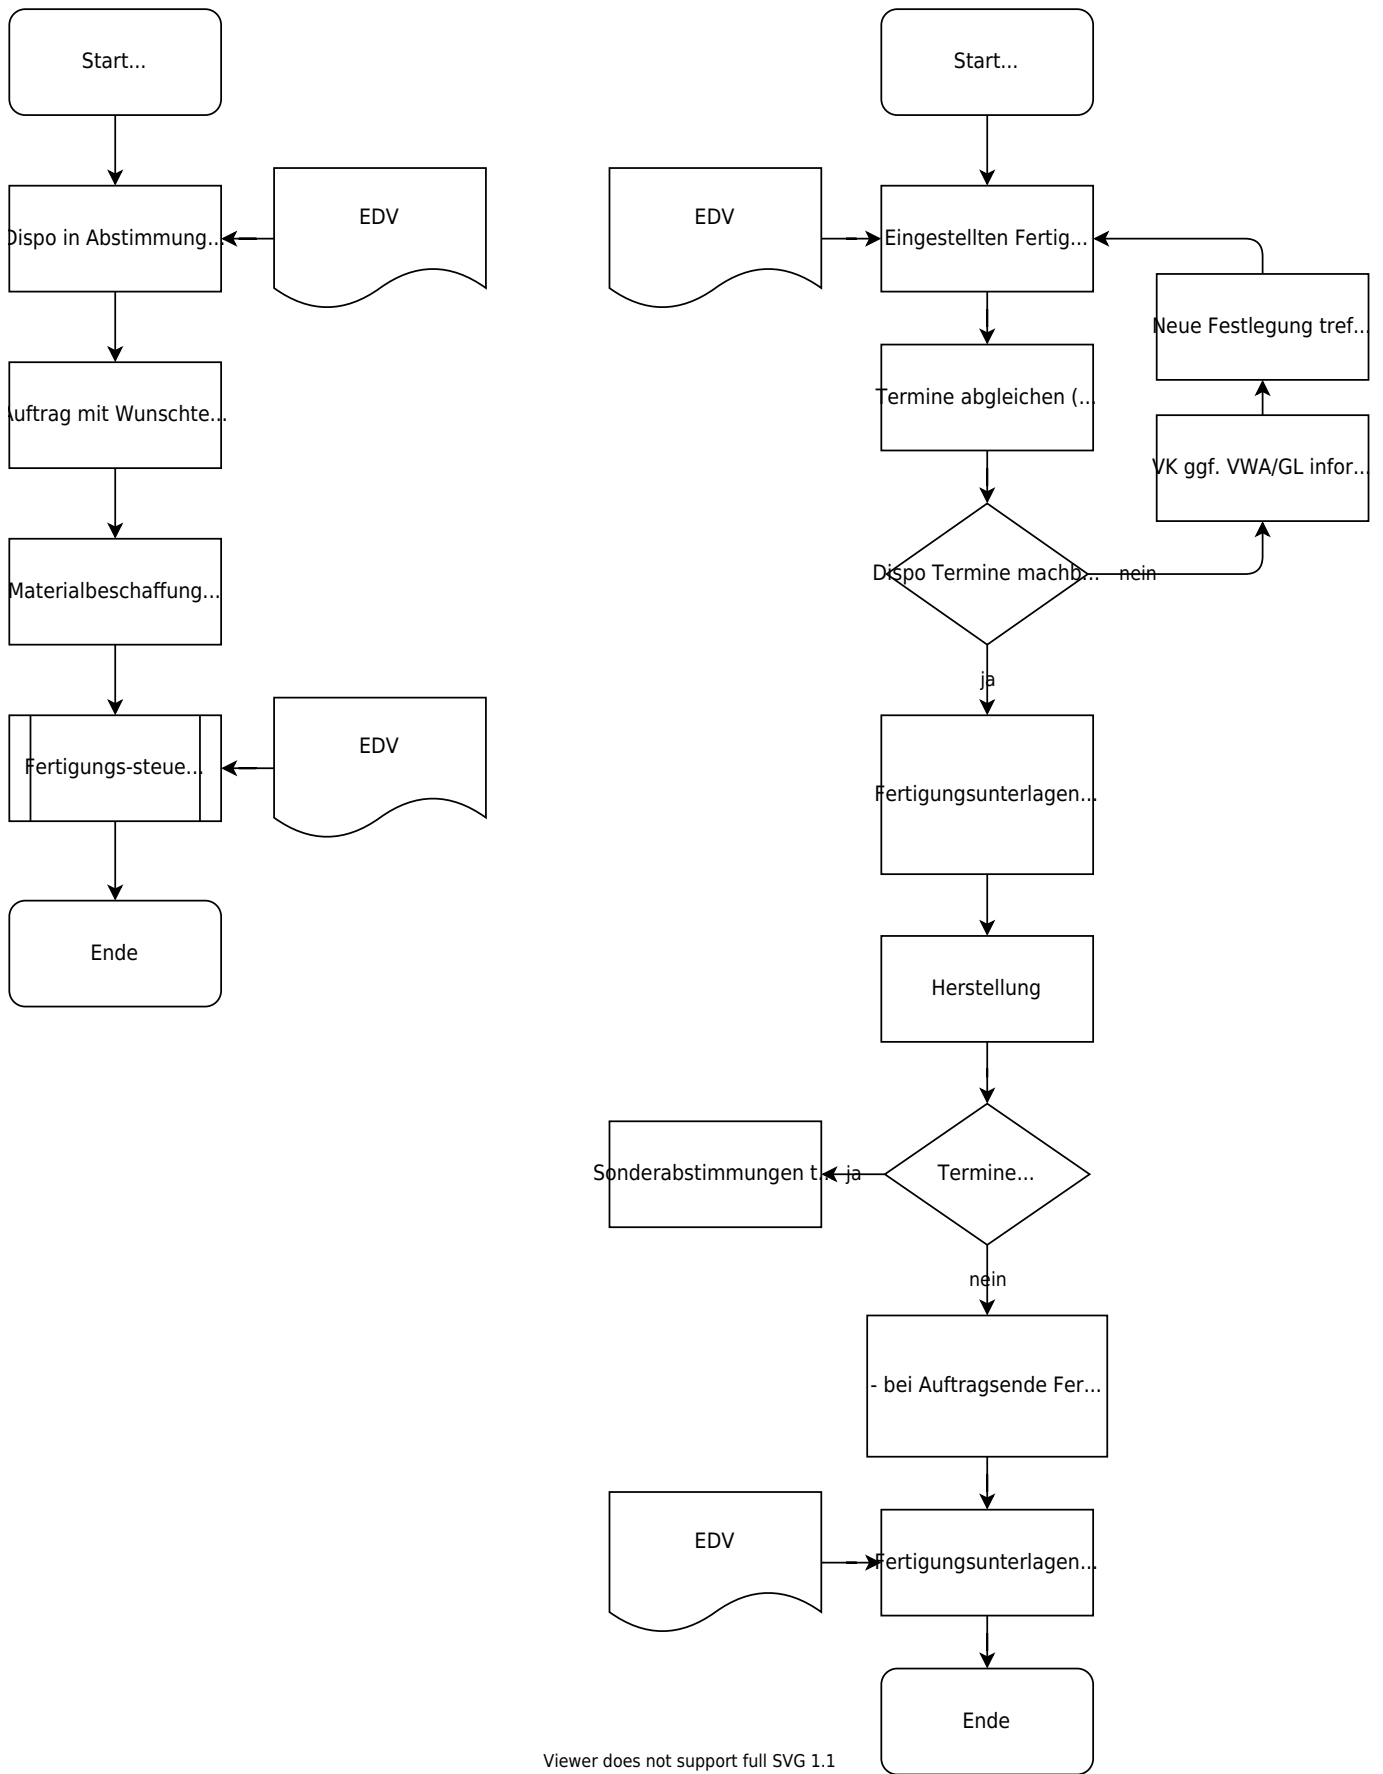 Start...
Dispo in Abstimmung...
EDV
Auftrag mit Wunschte...
Materialbeschaffung...
Fertigungs-steue...
EDV
Ende
Start...
EDV
Eingestellten Fertig...
Neue Festlegung tref...
Termine abgleichen (...
VK ggf. VWA/GL infor...
Dispo Termine machb...
nein
ja
Fertigungsunterlagen...
Herstellung
Sonderabstimmungen t...
ja
Termine...
nein
- bei Auftragsende Fer...
EDV
Fertigungsunterlagen...
Ende
Viewer does not support full SVG 1.1